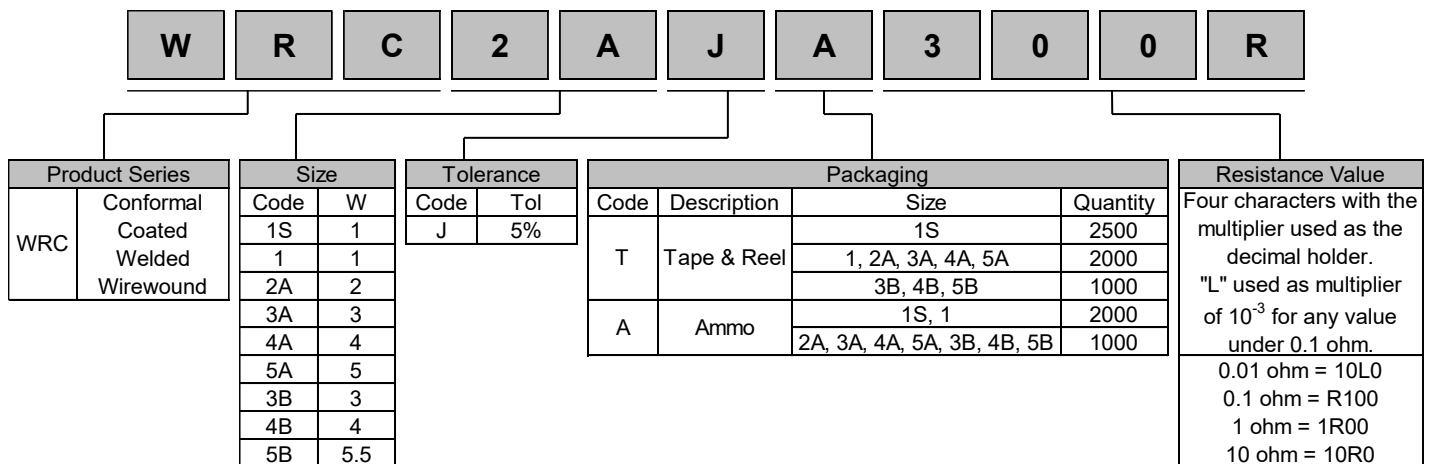 W R C 2 A J A 3 0 0 R
Product Series
WRC
Conformal
Coated
Welded
Wirewound
Size
Code W
1S 1
1 1
2A 2
3A 3
4A 4
5A 5
3B 3
4B 4
5B 5.5
Tolerance
Code Tol
J 5%
Packaging
Code Description Size Quantity
T Tape & Reel
1S 2500
1, 2A, 3A, 4A, 5A 2000
3B, 4B, 5B 1000
A Ammo
1S, 1 2000
2A, 3A, 4A, 5A, 3B, 4B, 5B 1000
Resistance Value
Four characters with the
multiplier used as the
decimal holder.
"L" used as multiplier
of 10⁻³ for any value
under 0.1 ohm.
0.01 ohm = 10L0
0.1 ohm = R100
1 ohm = 1R00
10 ohm = 10R0